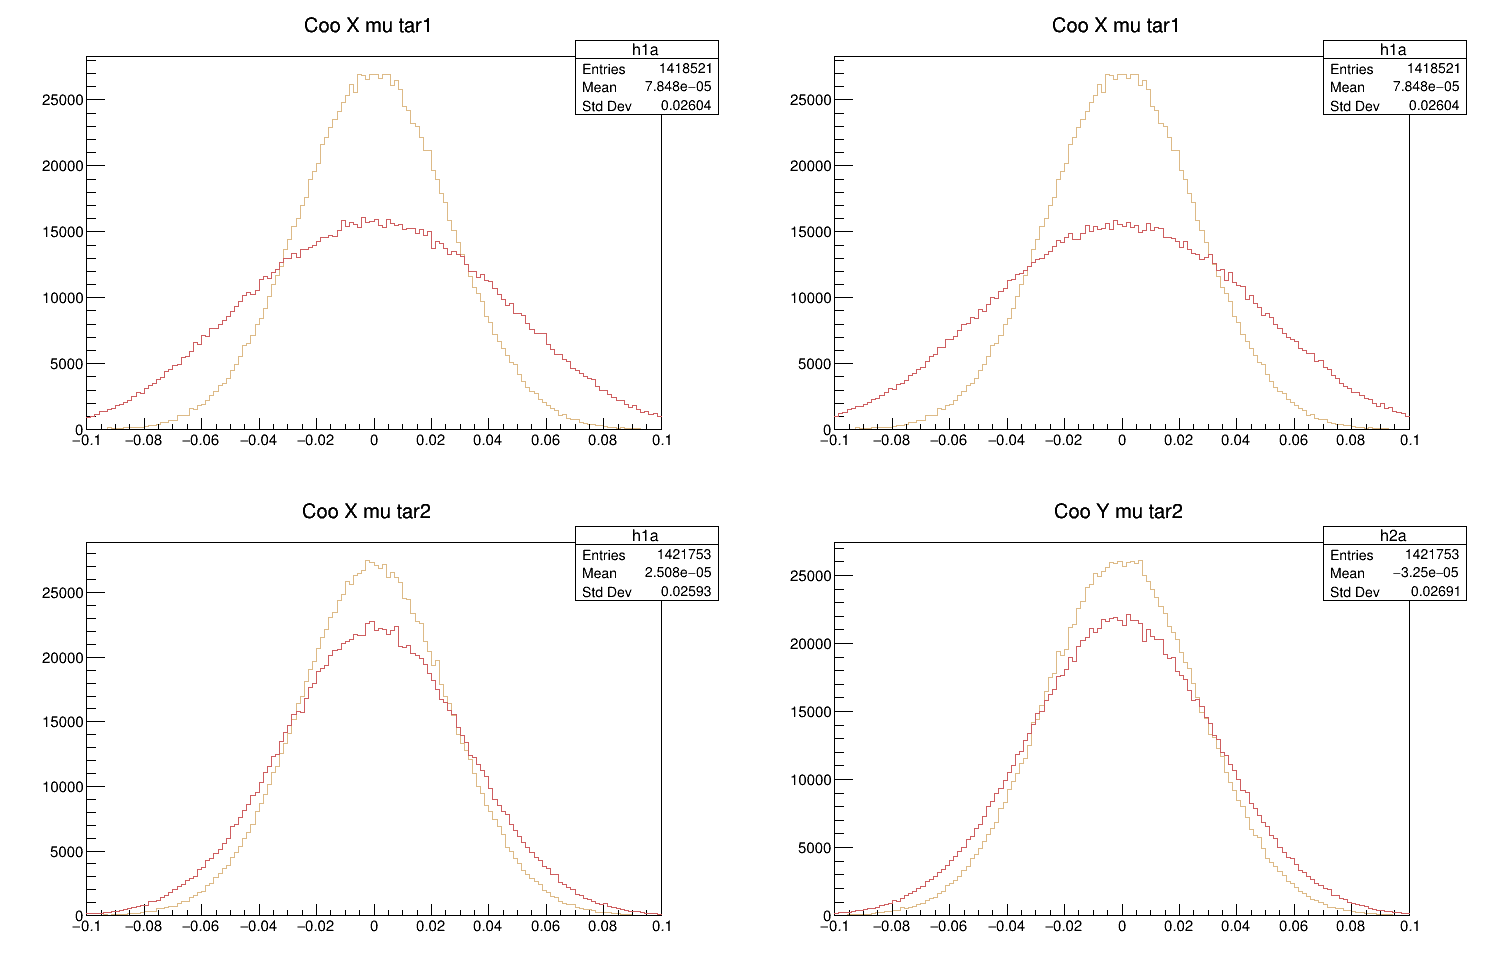 Coo X mu tar1
h1a
Entries 1418521
Mean 7.848e−05
Std Dev 0.02604
25000
20000
15000
10000
5000
0
−0.1 −0.08 −0.06 −0.04 −0.02 0 0.02 0.04 0.06 0.08 0.1
Coo X mu tar1
h1a
Entries 1418521
Mean 7.848e−05
Std Dev 0.02604
25000
20000
15000
10000
5000
0
−0.1 −0.08 −0.06 −0.04 −0.02 0 0.02 0.04 0.06 0.08 0.1
Coo X mu tar2
h1a
Entries 1421753
Mean 2.508e−05
Std Dev 0.02593
25000
20000
15000
10000
5000
0
−0.1 −0.08 −0.06 −0.04 −0.02 0 0.02 0.04 0.06 0.08 0.1
Coo Y mu tar2
h2a
Entries 1421753
Mean −3.25e−05
Std Dev 0.02691
25000
20000
15000
10000
5000
0
−0.1 −0.08 −0.06 −0.04 −0.02 0 0.02 0.04 0.06 0.08 0.1